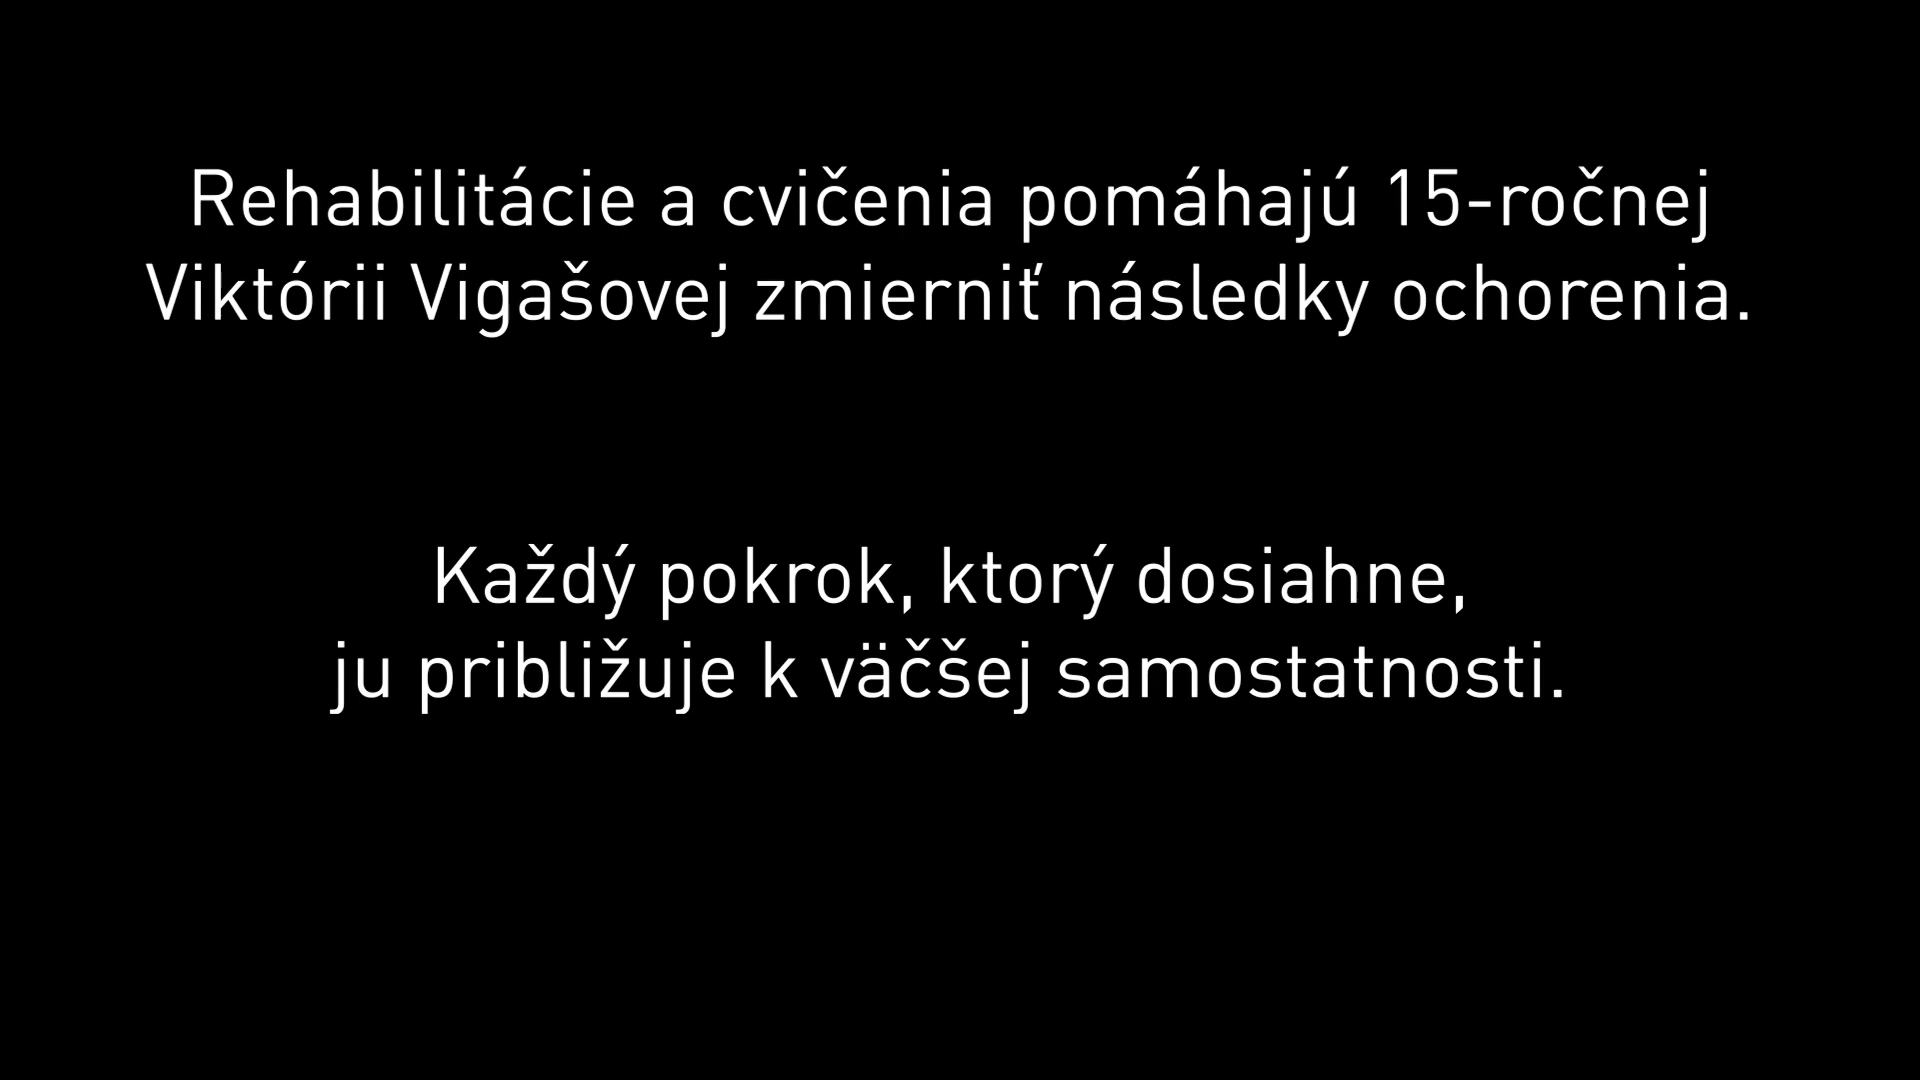 Rehabilitácie a cvičenia pomáhajú 15-ročnej
Viktórii Vigašovej zmierniť následky ochorenia.
Každý pokrok, ktorý dosiahne,
ju približuje k väčšej samostatnosti.